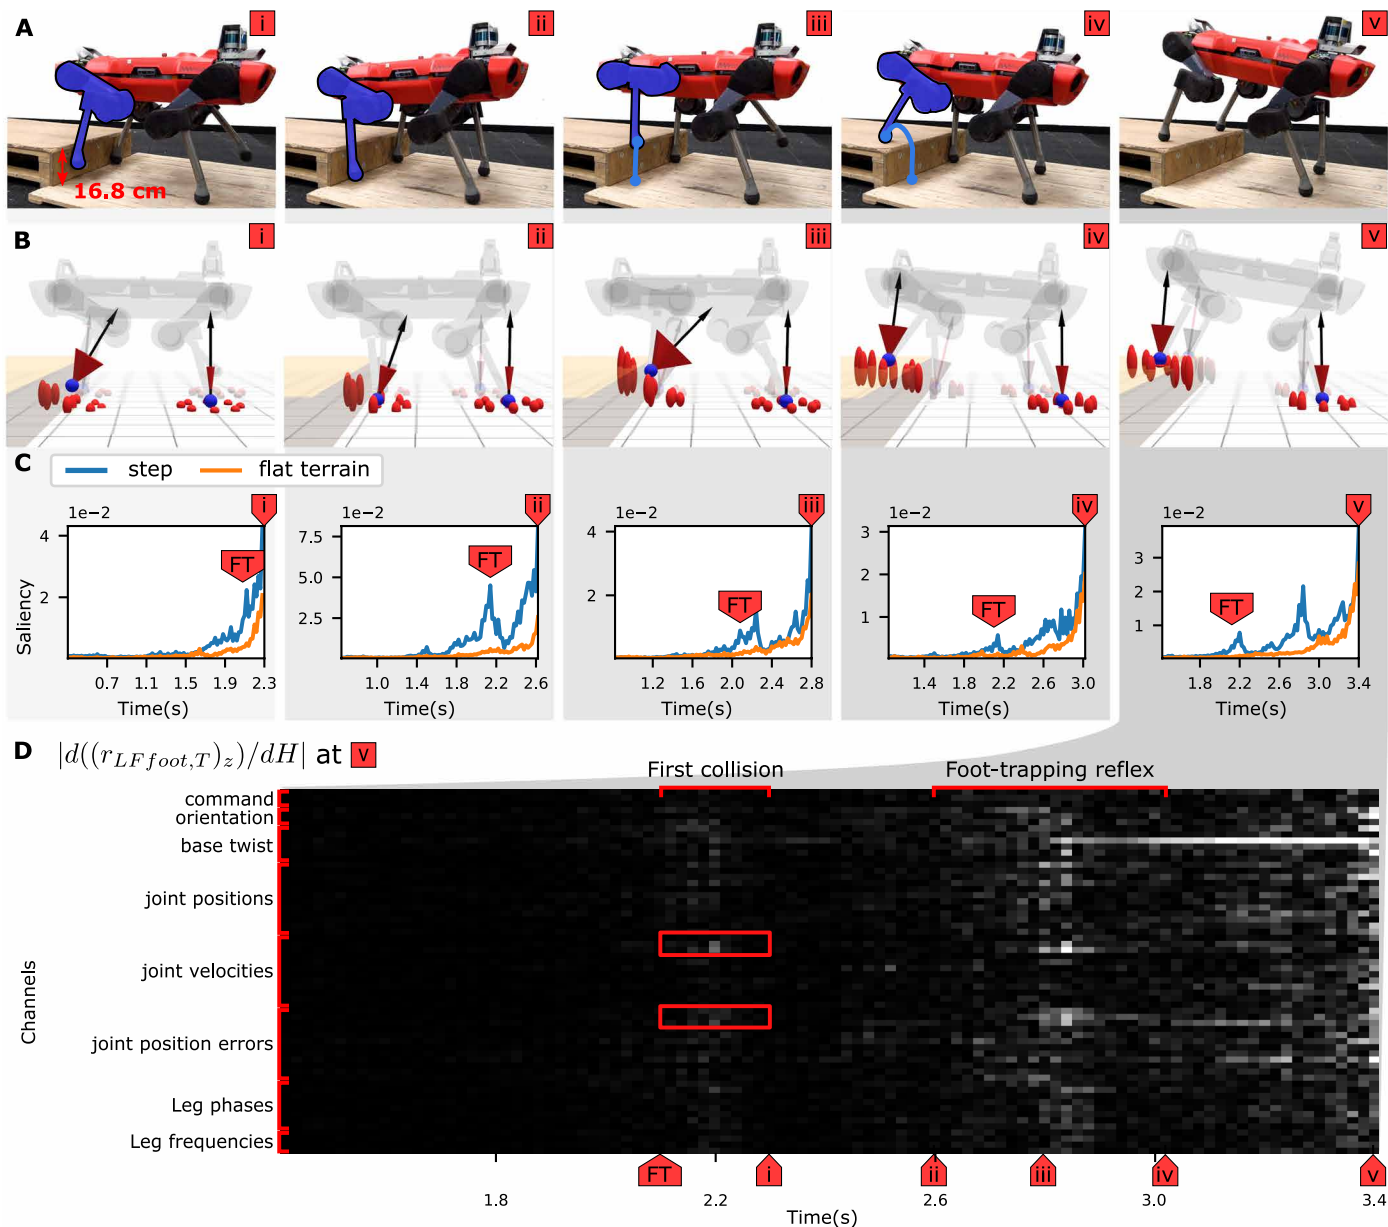 A
i
ii
iii
iv
v
16.8 cm
B
i
ii
iii
iv
v
C
step
flat terrain
i
ii
iii
iv
v
1e−2
1e−2
1e−2
1e−2
1e−2
FT
FT
FT
FT
FT
Saliency
4
2
7.5
5.0
2.5
4
2
3
2
1
3
2
1
0.7 1.1 1.5 1.9 2.3
1.0 1.4 1.8 2.2 2.6
1.2 1.6 2.0 2.4 2.8
1.4 1.8 2.2 2.6 3.0
1.8 2.2 2.6 3.0 3.4
Time(s)
Time(s)
Time(s)
Time(s)
Time(s)
D |d((r_{LFfoot,T})_z)/dH| at v
First collision
Foot-trapping reflex
Channels
command
orientation
base twist
joint positions
joint velocities
joint position errors
Leg phases
Leg frequencies
FT
i
ii
iii
iv
v
1.8 2.2 2.6 3.0 3.4
Time(s)